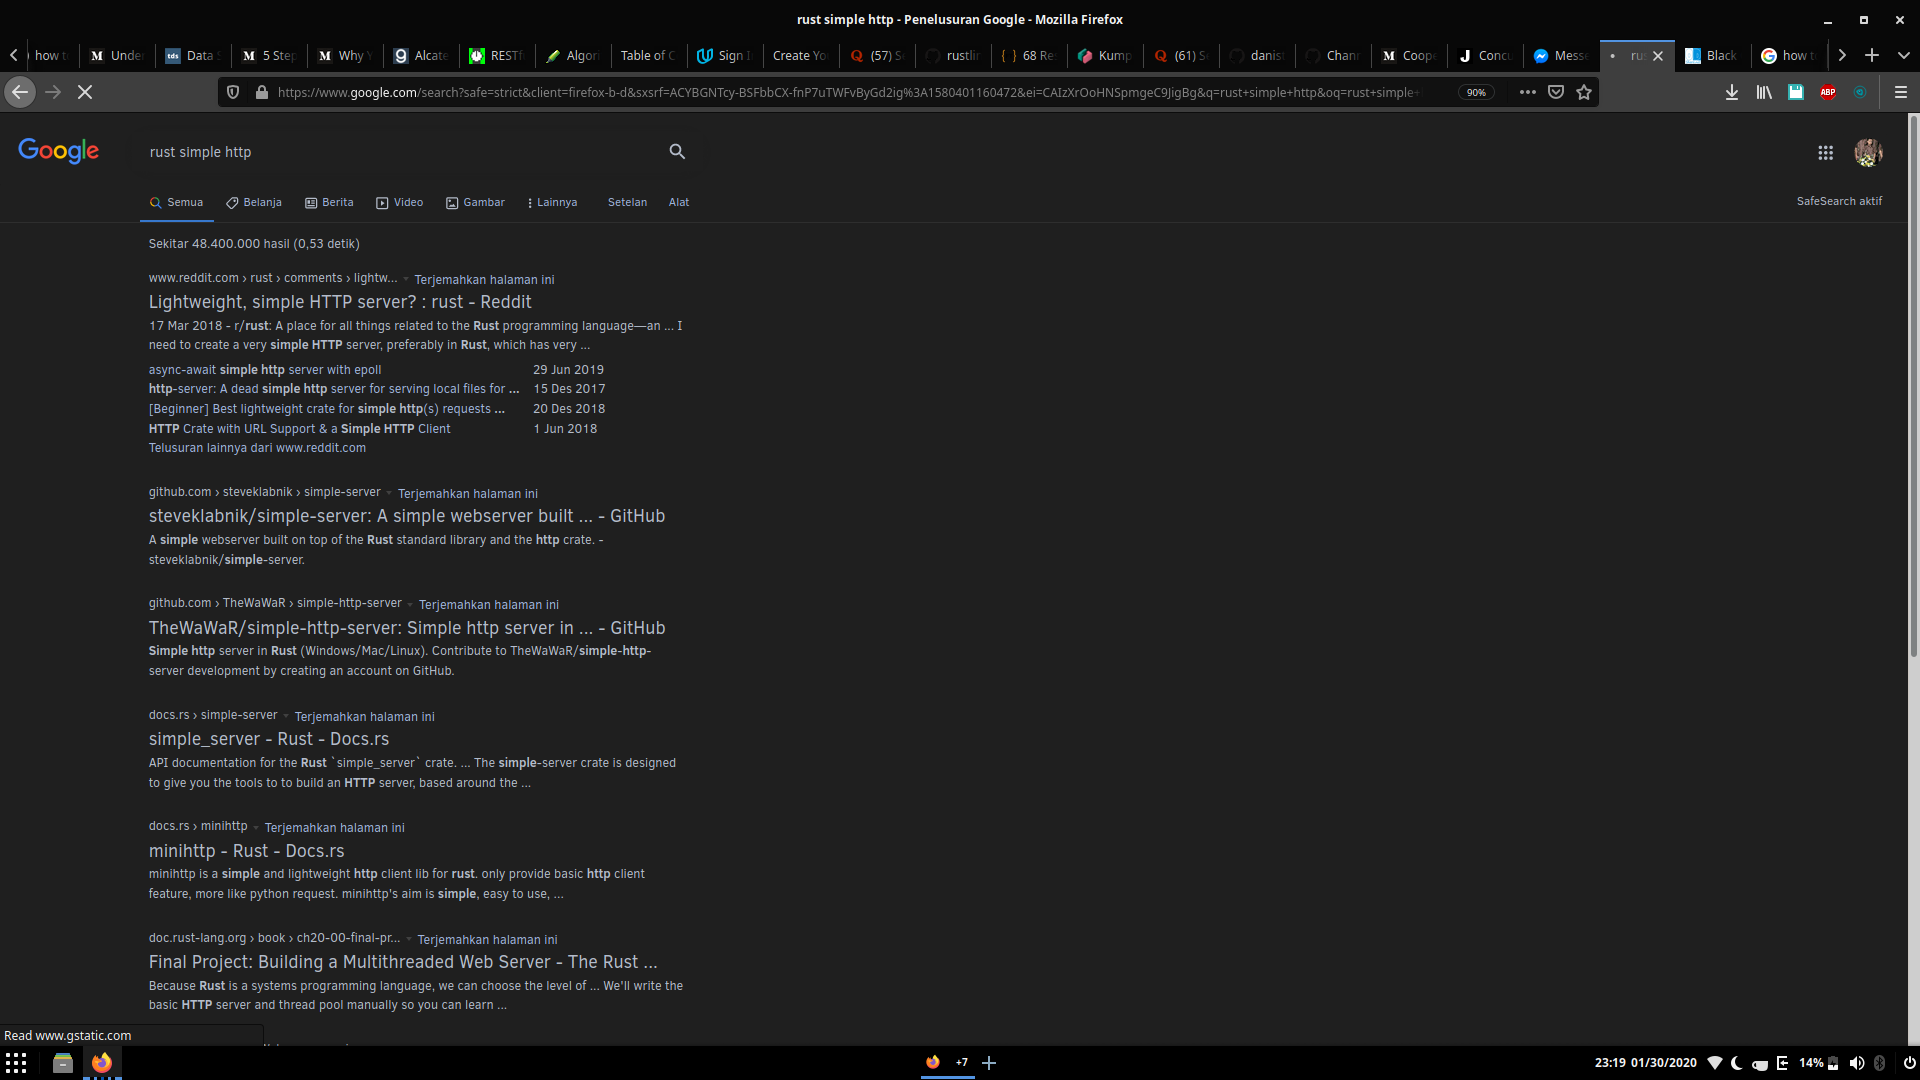 rust simple http - Penelusuran Google - Mozilla Firefox
how t
Unde
Data S
5 Step
Why Y
Alcate
RESTf
Algori
Table of C
Sign I
Create Yo
(57) S
rustlin
68 Re
Kump
(61) S
danist
Chann
Coope
Concu
Messe
rus
Black
how to
https://www.google.com/search?safe=strict&client=firefox-b-d&sxsrf=ACYBGNTcy-BSFbbCX-fnP7uTWFvByGd2ig%3A1580401160472&ei=CAIzXrOoHNSpmgeC9JigBg&q=rust+simple+http&oq=rust+simple+
90%
ABP
Google
rust simple http
Semua
Belanja
Berita
Video
Gambar
Lainnya
Setelan
Alat
SafeSearch aktif
Sekitar 48.400.000 hasil (0,53 detik)
www.reddit.com › rust › comments › lightw... Terjemahkan halaman ini
Lightweight, simple HTTP server? : rust - Reddit
17 Mar 2018 - r/rust: A place for all things related to the Rust programming language—an ... I
need to create a very simple HTTP server, preferably in Rust, which has very ...
async-await simple http server with epoll 29 Jun 2019
http-server: A dead simple http server for serving local files for ... 15 Des 2017
[Beginner] Best lightweight crate for simple http(s) requests ... 20 Des 2018
HTTP Crate with URL Support & a Simple HTTP Client 1 Jun 2018
Telusuran lainnya dari www.reddit.com
github.com › steveklabnik › simple-server Terjemahkan halaman ini
steveklabnik/simple-server: A simple webserver built ... - GitHub
A simple webserver built on top of the Rust standard library and the http crate. -
steveklabnik/simple-server.
github.com › TheWaWaR › simple-http-server Terjemahkan halaman ini
TheWaWaR/simple-http-server: Simple http server in ... - GitHub
Simple http server in Rust (Windows/Mac/Linux). Contribute to TheWaWaR/simple-http-
server development by creating an account on GitHub.
docs.rs › simple-server Terjemahkan halaman ini
simple_server - Rust - Docs.rs
API documentation for the Rust `simple_server` crate. ... The simple-server crate is designed
to give you the tools to to build an HTTP server, based around the ...
docs.rs › minihttp Terjemahkan halaman ini
minihttp - Rust - Docs.rs
minihttp is a simple and lightweight http client lib for rust. only provide basic http client
feature, more like python request. minihttp's aim is simple, easy to use, ...
doc.rust-lang.org › book › ch20-00-final-pr... Terjemahkan halaman ini
Final Project: Building a Multithreaded Web Server - The Rust ...
Because Rust is a systems programming language, we can choose the level of ... We'll write the
basic HTTP server and thread pool manually so you can learn ...
Read www.gstatic.com
+7
23:19 01/30/2020
14%